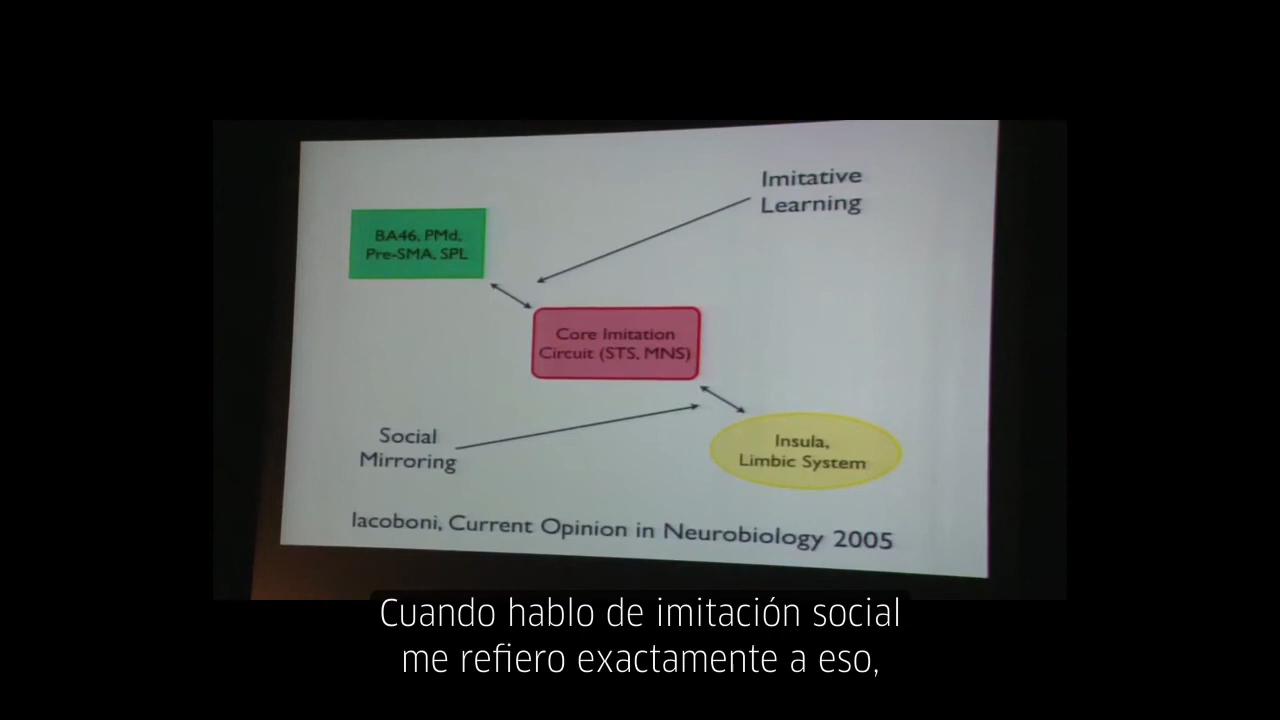 Imitative
Learning
BA46, PMd,
Pre-SMA, SPL
Core Imitation
Circuit (STS, MNS)
Social
Mirroring
Insula,
Limbic System
Iacoboni, Current Opinion in Neurobiology 2005
Cuando hablo de imitación social
me refiero exactamente a eso,